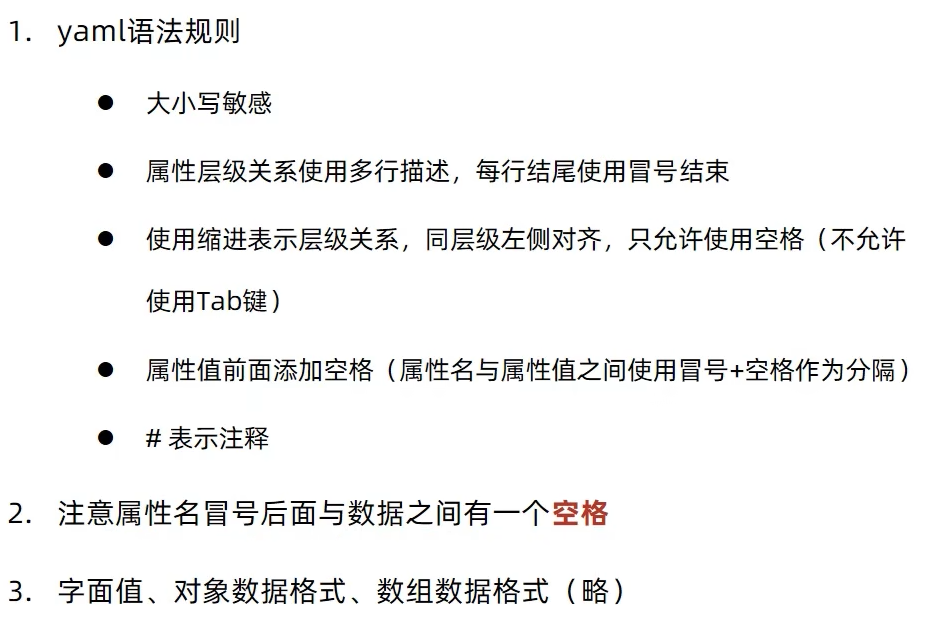 1. yaml语法规则
● 大小写敏感
● 属性层级关系使用多行描述，每行结尾使用冒号结束
● 使用缩进表示层级关系，同层级左侧对齐，只允许使用空格（不允许
使用Tab键）
● 属性值前面添加空格（属性名与属性值之间使用冒号+空格作为分隔）
● # 表示注释
2. 注意属性名冒号后面与数据之间有一个空格
3. 字面值、对象数据格式、数组数据格式（略）